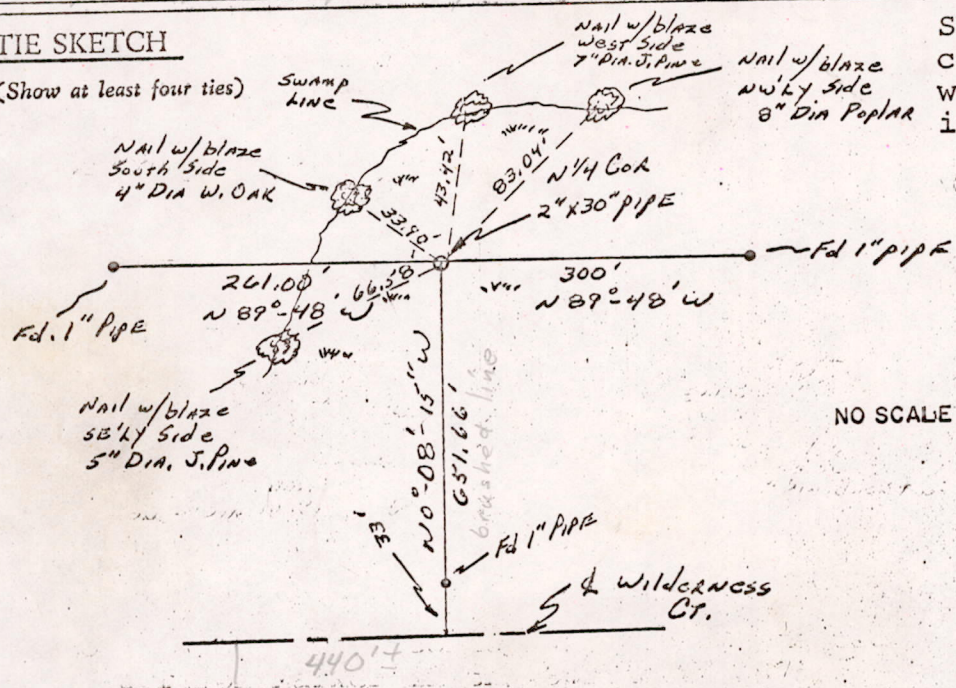 TIE SKETCH
(Show at least four ties)
Swamp
Line
Nail w/blaze
West Side
7" Dia. J. Pine
Nail w/blaze
NW'LY Side
8" Dia Poplar
Nail w/blaze
South Side
4" Dia W. Oak
43.42'
83.04'
N 1/4 Cor
2" x 30" pipe
33.90'
Fd 1" pipe
261.00'
300'
N 89°-48' W
N 89°-48' W
Fd. 1" Pipe
Nail w/blaze
SE'LY Side
5" Dia. J. Pine
N0°-08'-15" W
651.66'
brushed line
NO SCALE
33'
Fd 1" Pipe
℄ Wilderness
Ct.
440'±